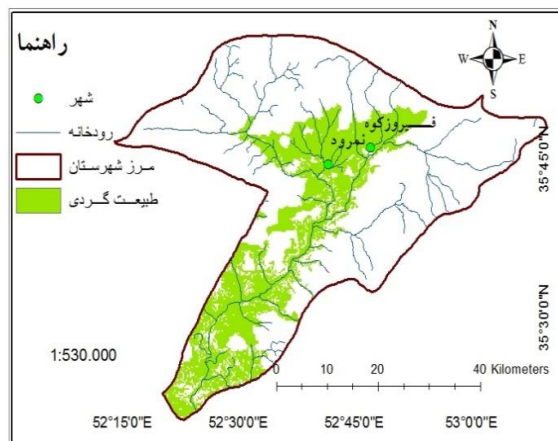 راهنما
شهر
رودخانه
مرز شهرستان
طبیعت گردی
N
W E
S
فیروزکوه
نمرود
35°45'0"N
35°30'0"N
1:530.000
0 10 20 40 Kilometers
52°15'0"E 52°30'0"E 52°45'0"E 53°0'0"E